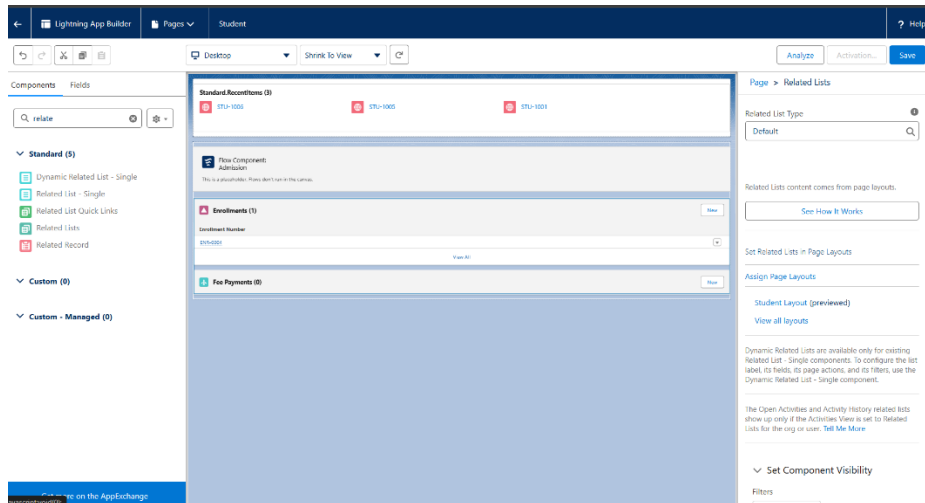 Lightning App Builder
Pages
Student
? Help
Desktop
Shrink To View
Analyze
Activation...
Save
Components
Fields
relate
Standard (5)
Dynamic Related List - Single
Related List - Single
Related List Quick Links
Related Lists
Related Record
Custom (0)
Custom - Managed (0)
more on the AppExchange
Standard.RecentItems (3)
STU-1006
STU-1005
STU-1001
Flow Component:
Admission
This is a placeholder. Flows don't run in the canvas.
Enrollments (1)
New
Enrollment Number
View All
Fee Payments (0)
New
Page > Related Lists
Related List Type
Default
Related Lists content comes from page layouts.
See How It Works
Set Related Lists in Page Layouts
Assign Page Layouts
Student Layout (previewed)
View all layouts
Dynamic Related Lists are available only for existing
Related List - Single components. To configure the list
label, its fields, its page actions, and its filters, use the
Dynamic Related List - Single component.
The Open Activities and Activity History related lists
show up only if the Activities View is set to Related
Lists for the org or user. Tell Me More
Set Component Visibility
Filters